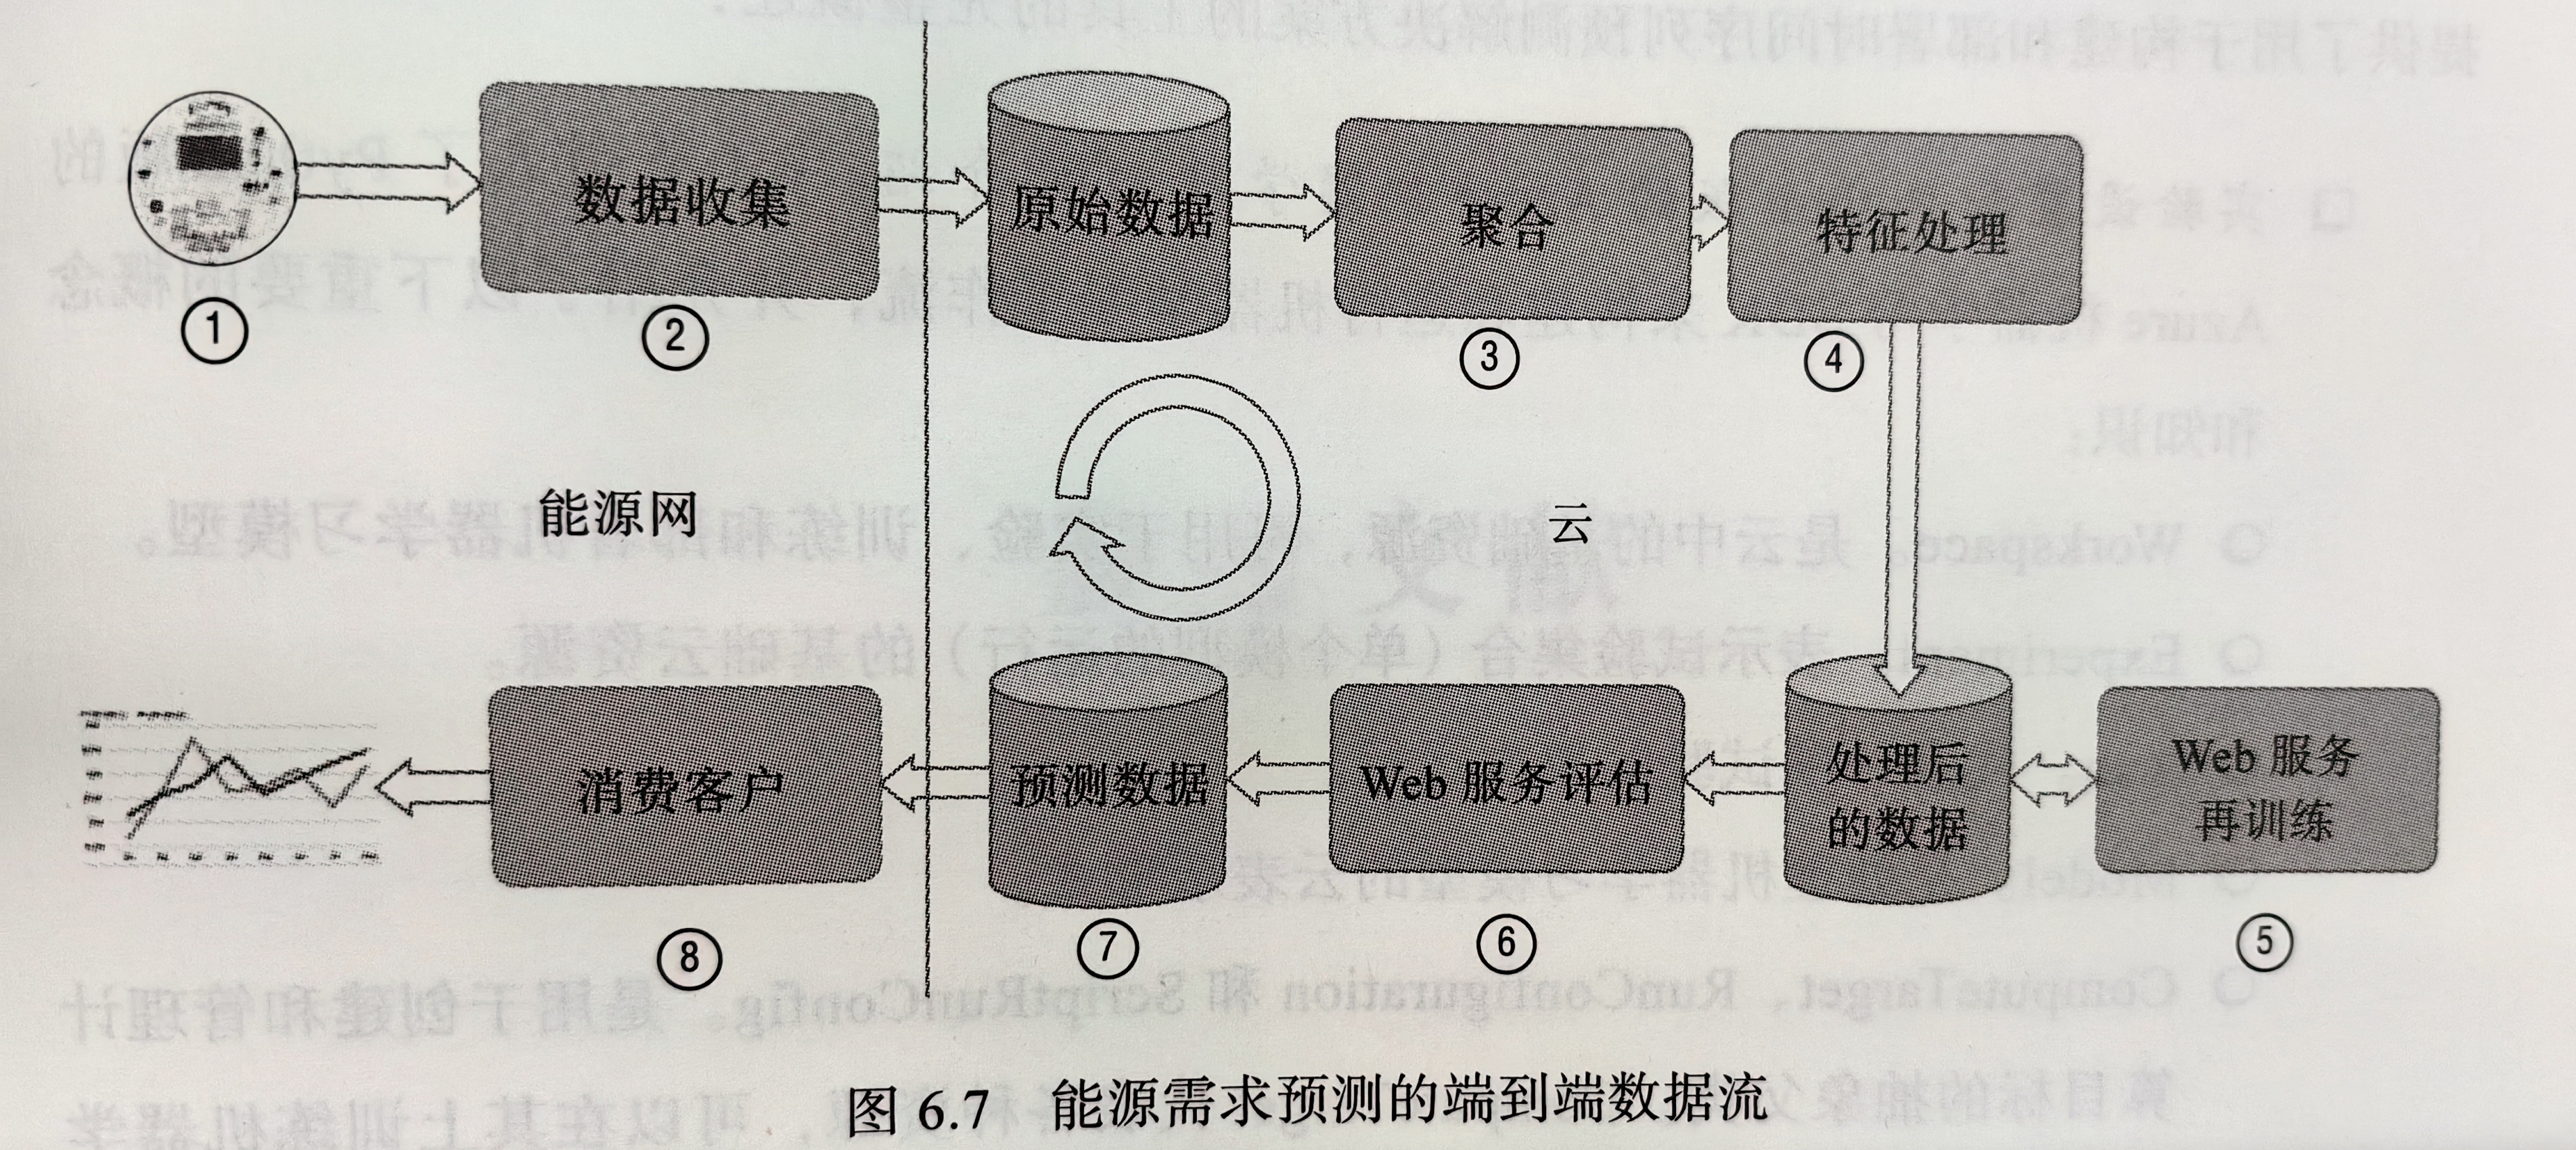 数据收集
原始数据
聚合
特征处理
①
②
③
④
能源网
云
消费客户
预测数据
Web 服务评估
处理后
的数据
Web 服务
再训练
⑧
⑦
⑥
⑤
图 6.7 能源需求预测的端到端数据流